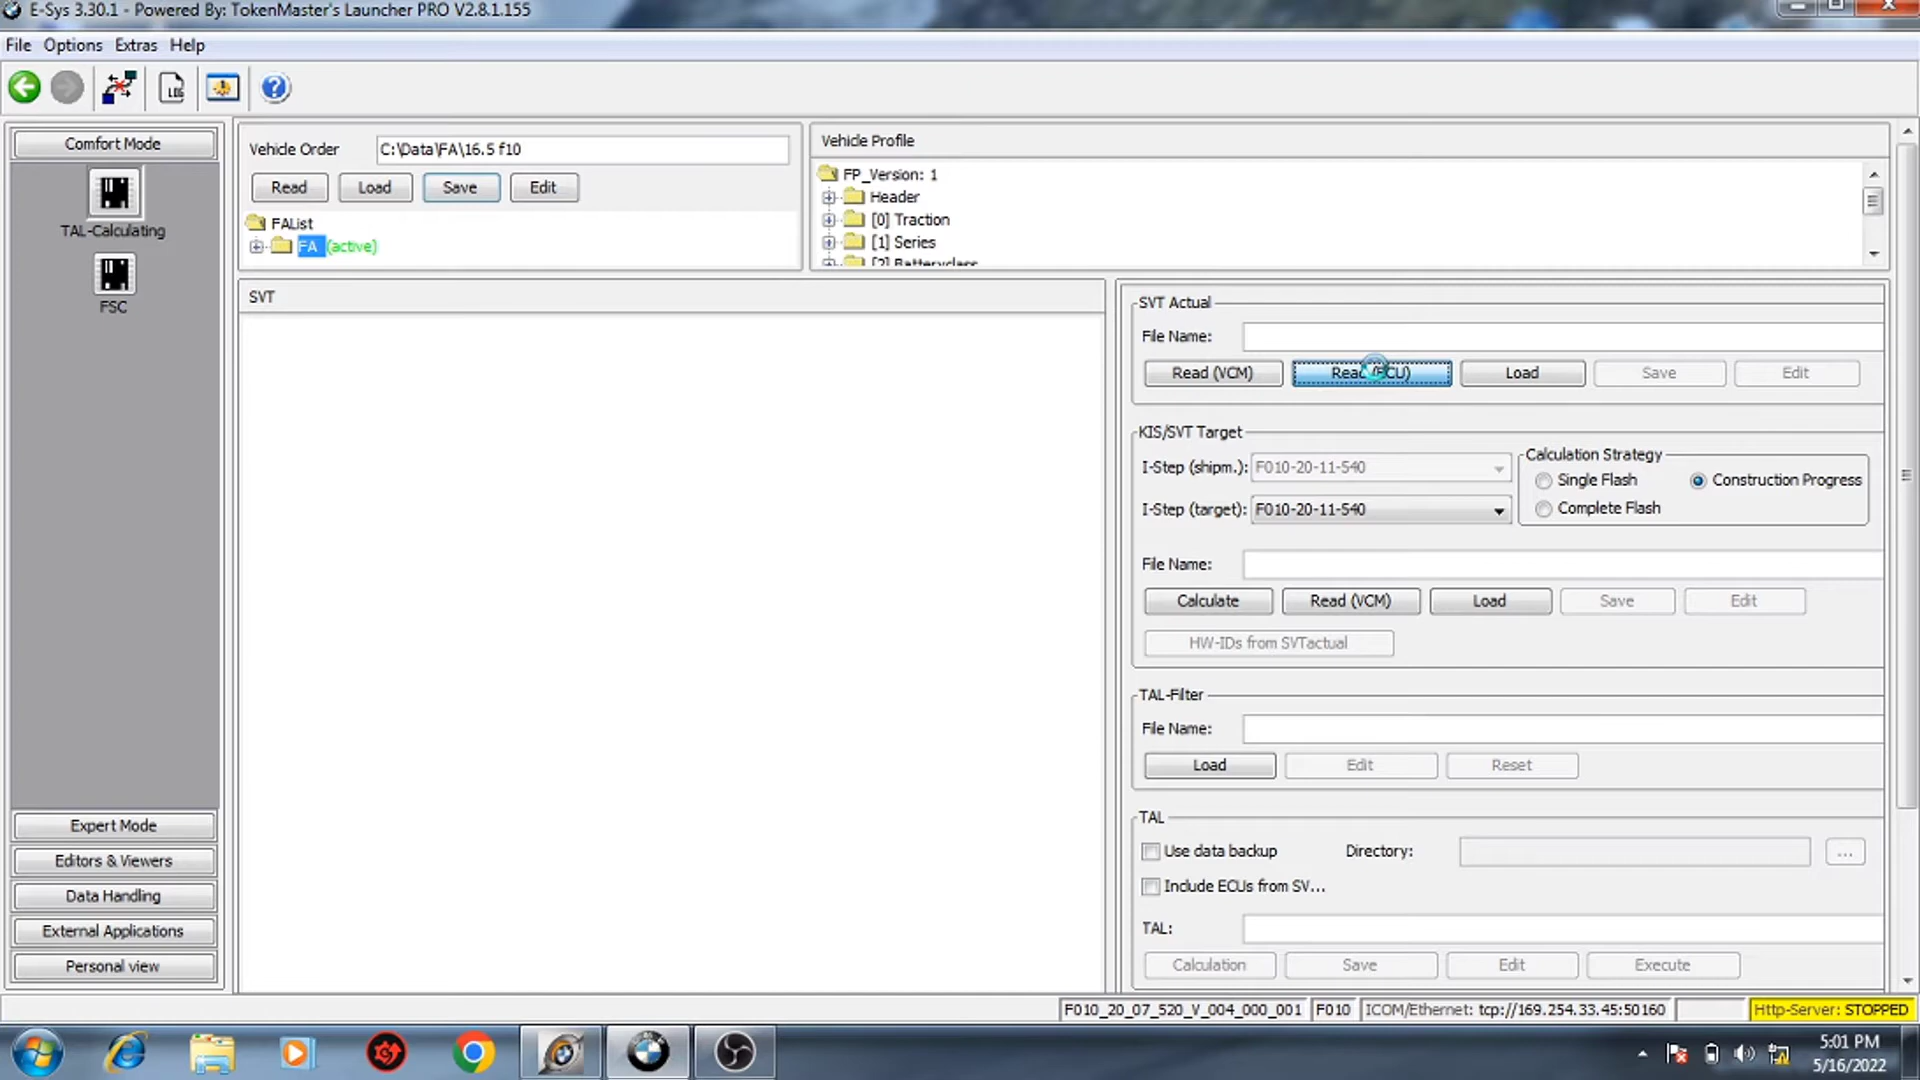 E-Sys 3.30.1 - Powered By: TokenMaster's Launcher PRO V2.8.1.155
File Options Extras Help
LOG
Comfort Mode
TAL-Calculating
FSC
Expert Mode
Editors & Viewers
Data Handling
External Applications
Personal view
Vehicle Order C:\Data\FA\16.5 f10
Read Load Save Edit
FAList
FA (active)
Vehicle Profile
FP_Version: 1
Header
[0] Traction
[1] Series
[2] Batteryclass
SVT
SVT Actual
File Name:
Read (VCM) Read (ECU) Load Save Edit
KIS/SVT Target
I-Step (shipm.): F010-20-11-540
I-Step (target): F010-20-11-540
Calculation Strategy
Single Flash Construction Progress
Complete Flash
File Name:
Calculate Read (VCM) Load Save Edit
HW-IDs from SVTactual
TAL-Filter
File Name:
Load Edit Reset
TAL
Use data backup Directory: ...
Include ECUs from SV...
TAL:
Calculation Save Edit Execute
F010_20_07_520_V_004_000_001 F010 ICOM/Ethernet: tcp://169.254.33.45:50160 Http-Server: STOPPED
5:01 PM
5/16/2022